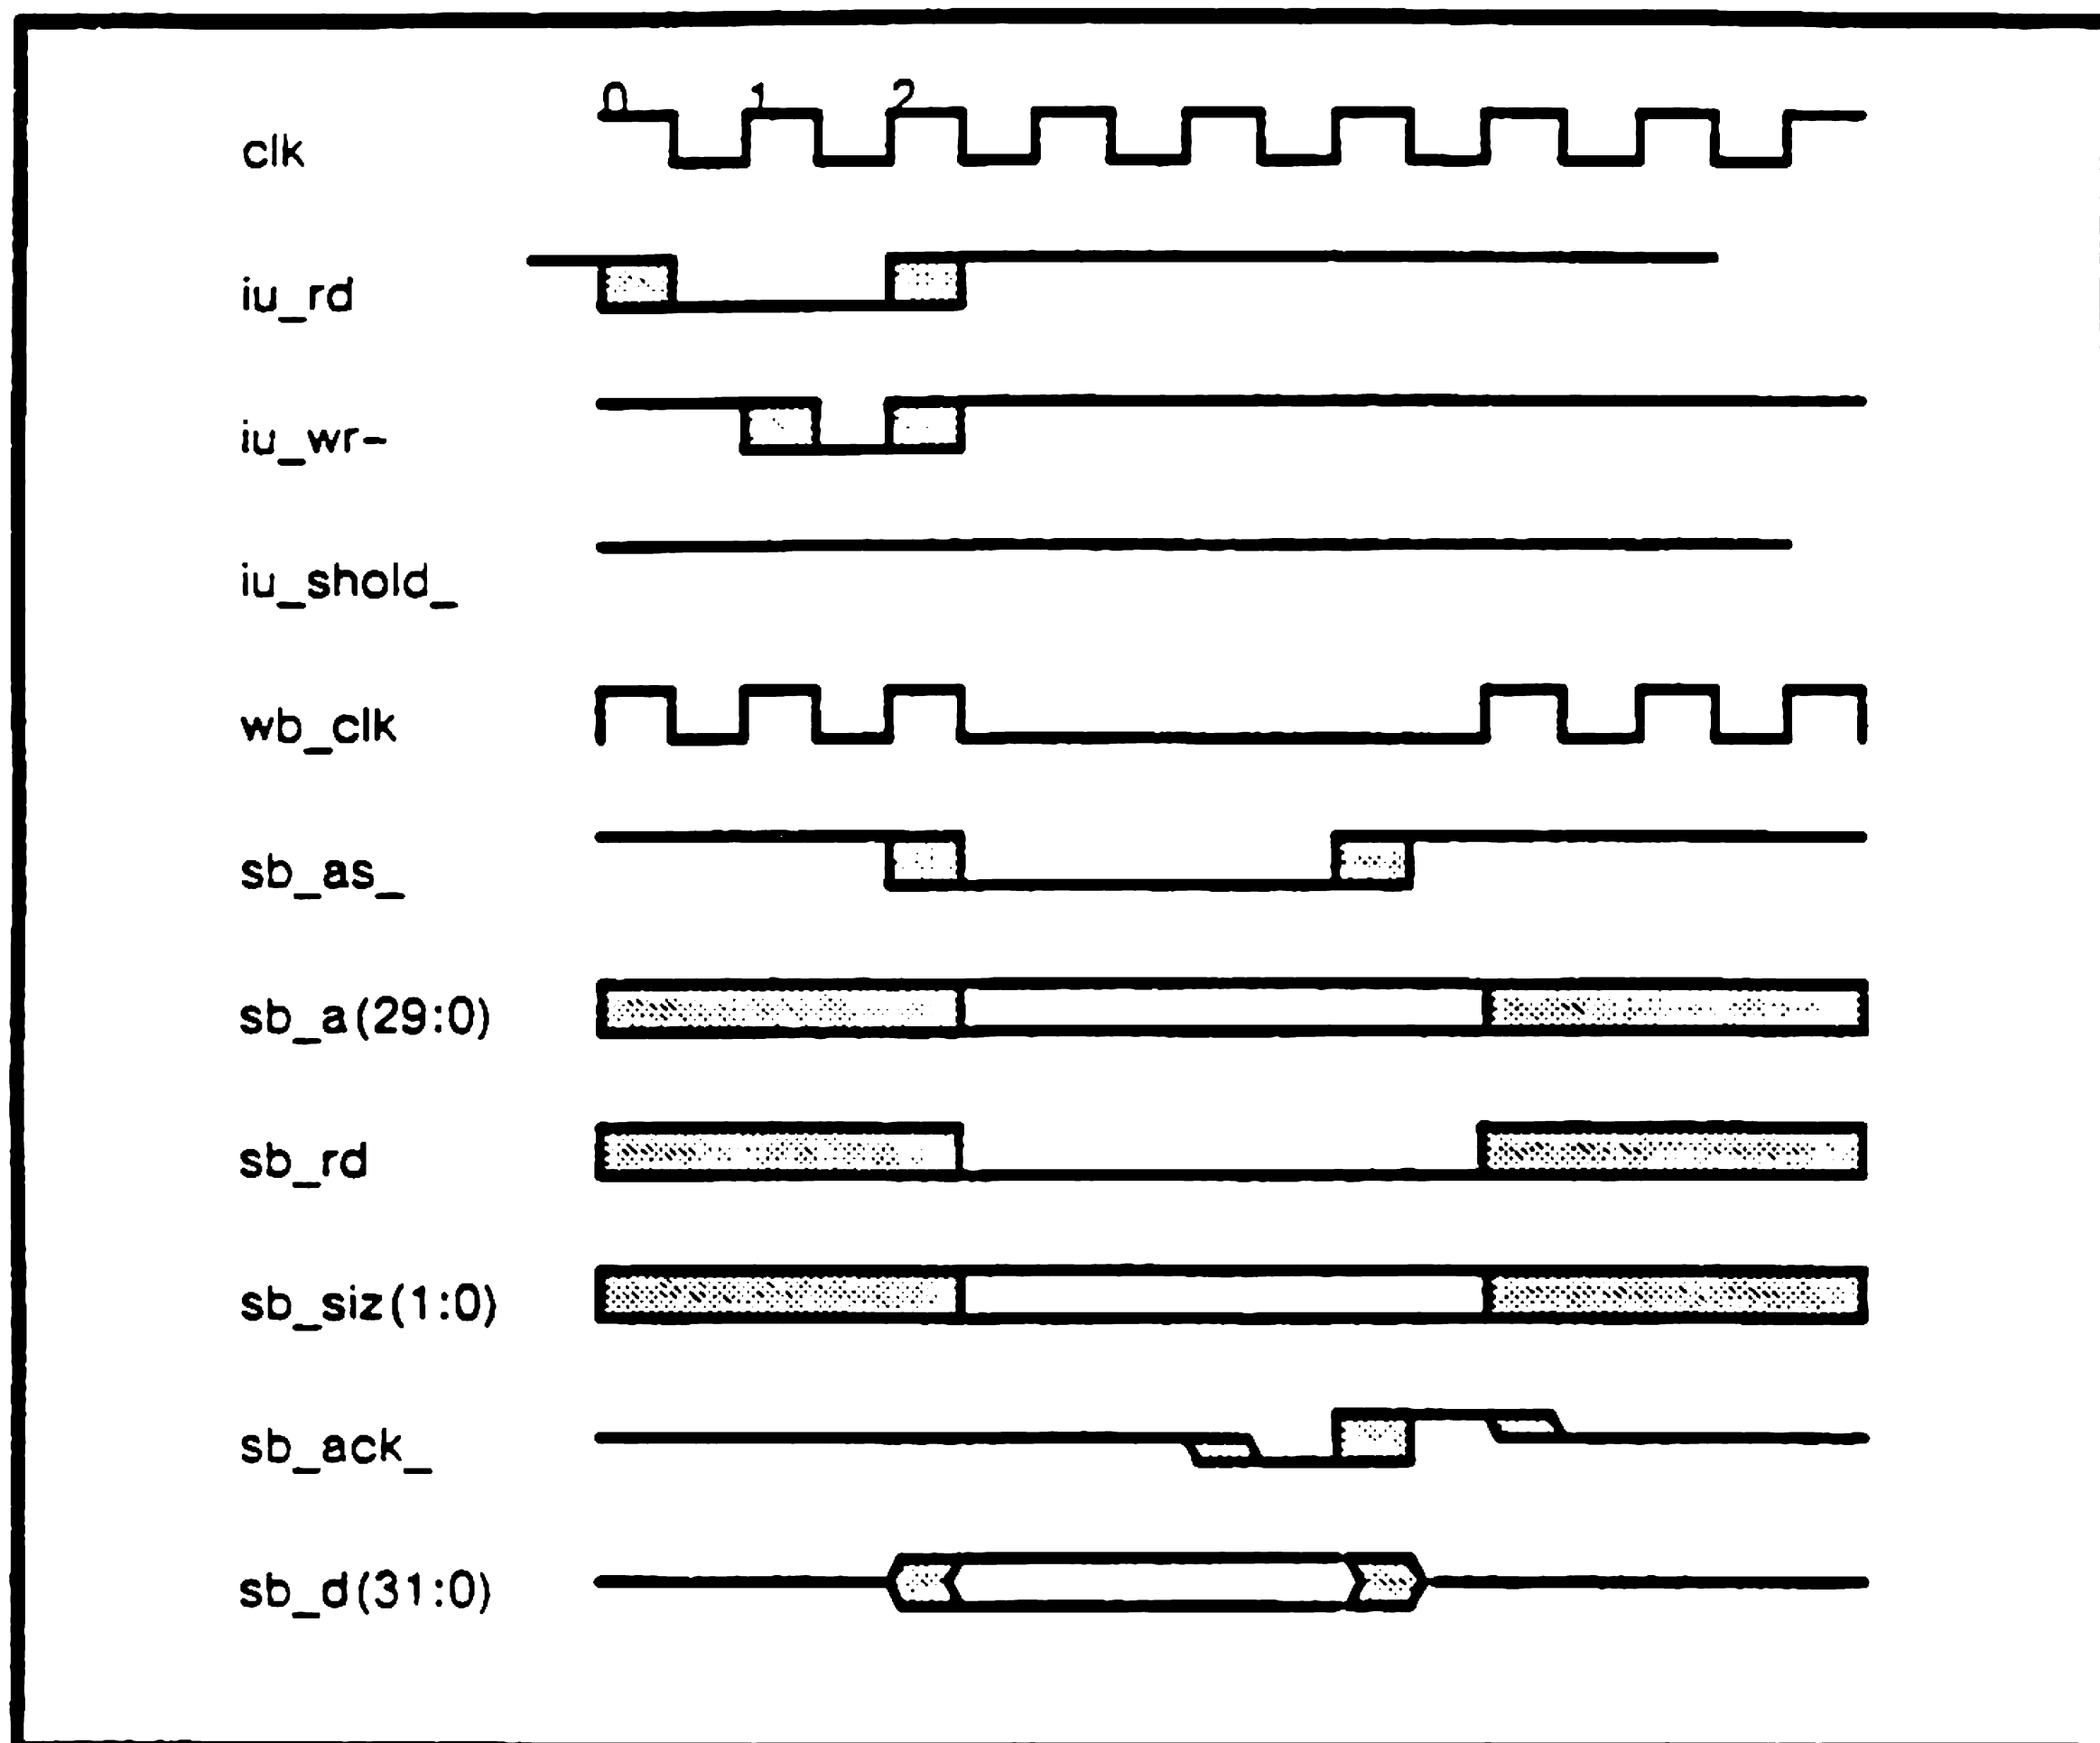 0 1 2
clk
iu_rd
iu_wr-
iu_shold_
wb_clk
sb_as_
sb_a(29:0)
sb_rd
sb_siz(1:0)
sb_ack_
sb_d(31:0)